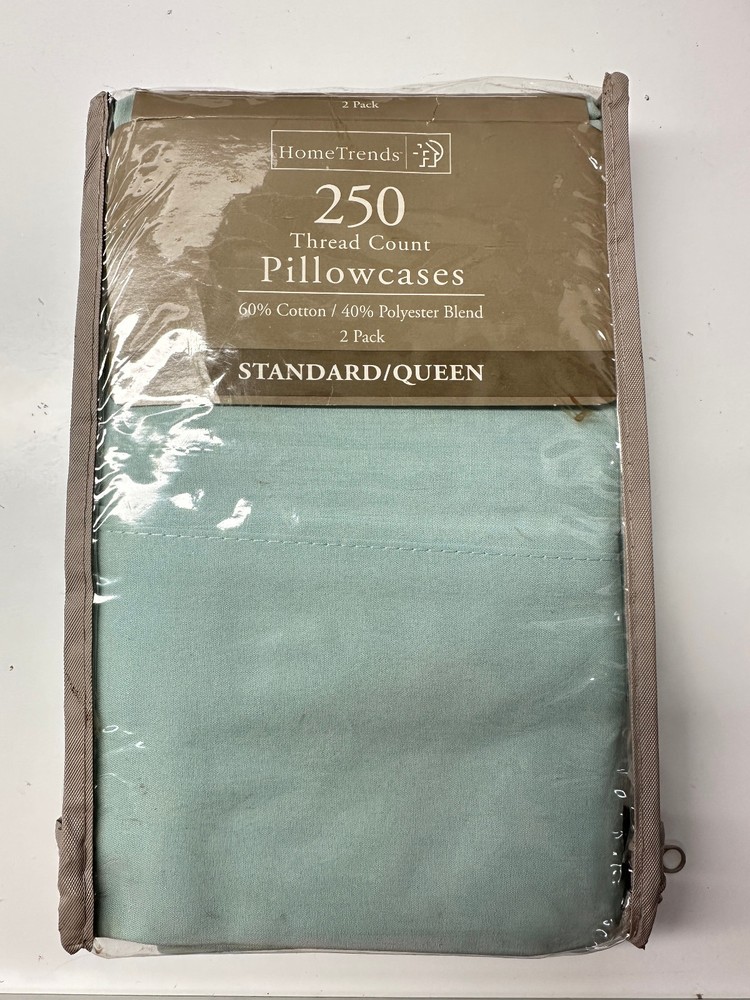 2 Pack
HomeTrends
250
Thread Count
Pillowcases
60% Cotton / 40% Polyester Blend
2 Pack
STANDARD/QUEEN